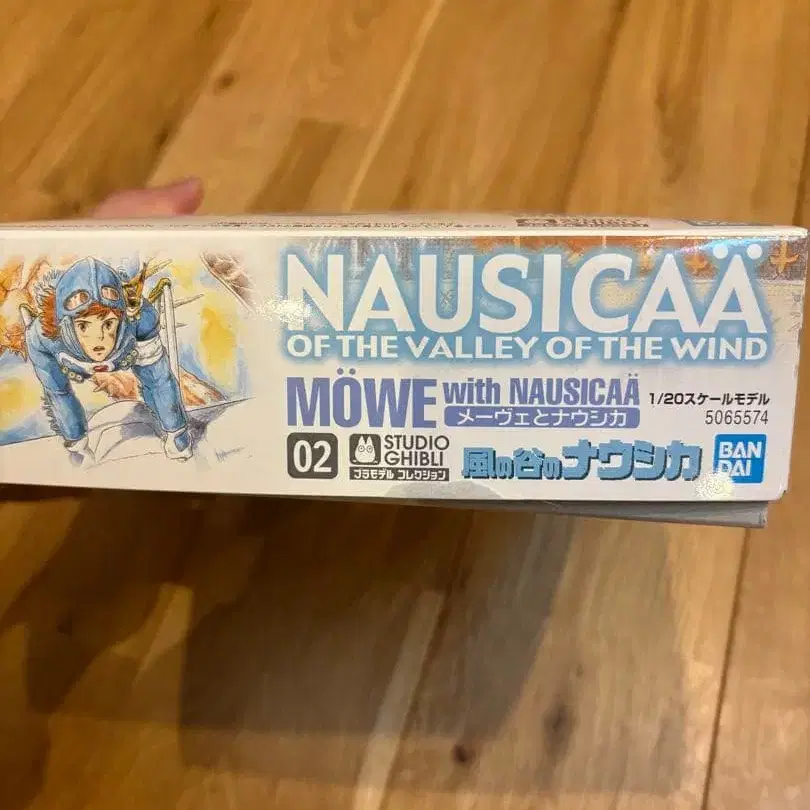 NAUSICAÄ
OF THE VALLEY OF THE WIND
MÖWE with NAUSICAÄ
メーヴェとナウシカ
1/20スケールモデル
5065574
02
STUDIO
GHIBLI
プラモデル コレクション
風の谷のナウシカ
BAN
DAI